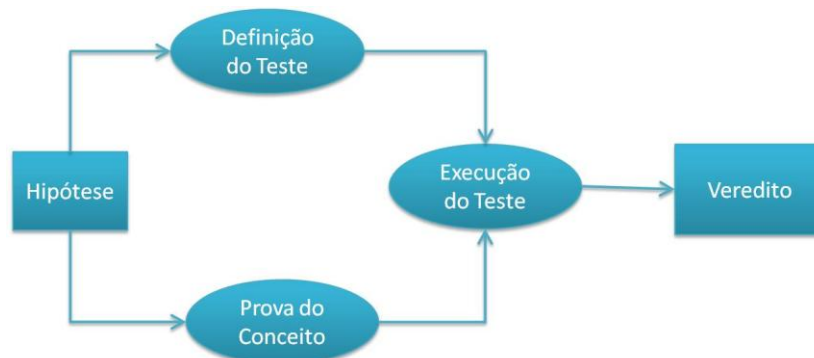 Definição
do Teste
Hipótese
Execução
do Teste
Veredito
Prova do
Conceito